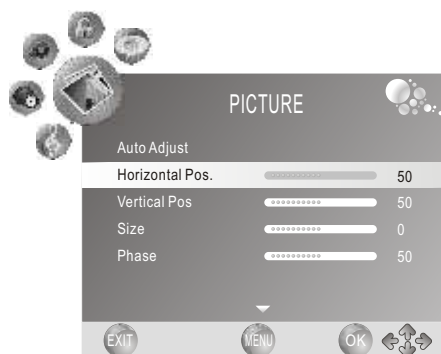 PICTURE
Auto Adjust
Horizontal Pos. 50
Vertical Pos 50
Size 0
Phase 50
EXIT MENU OK